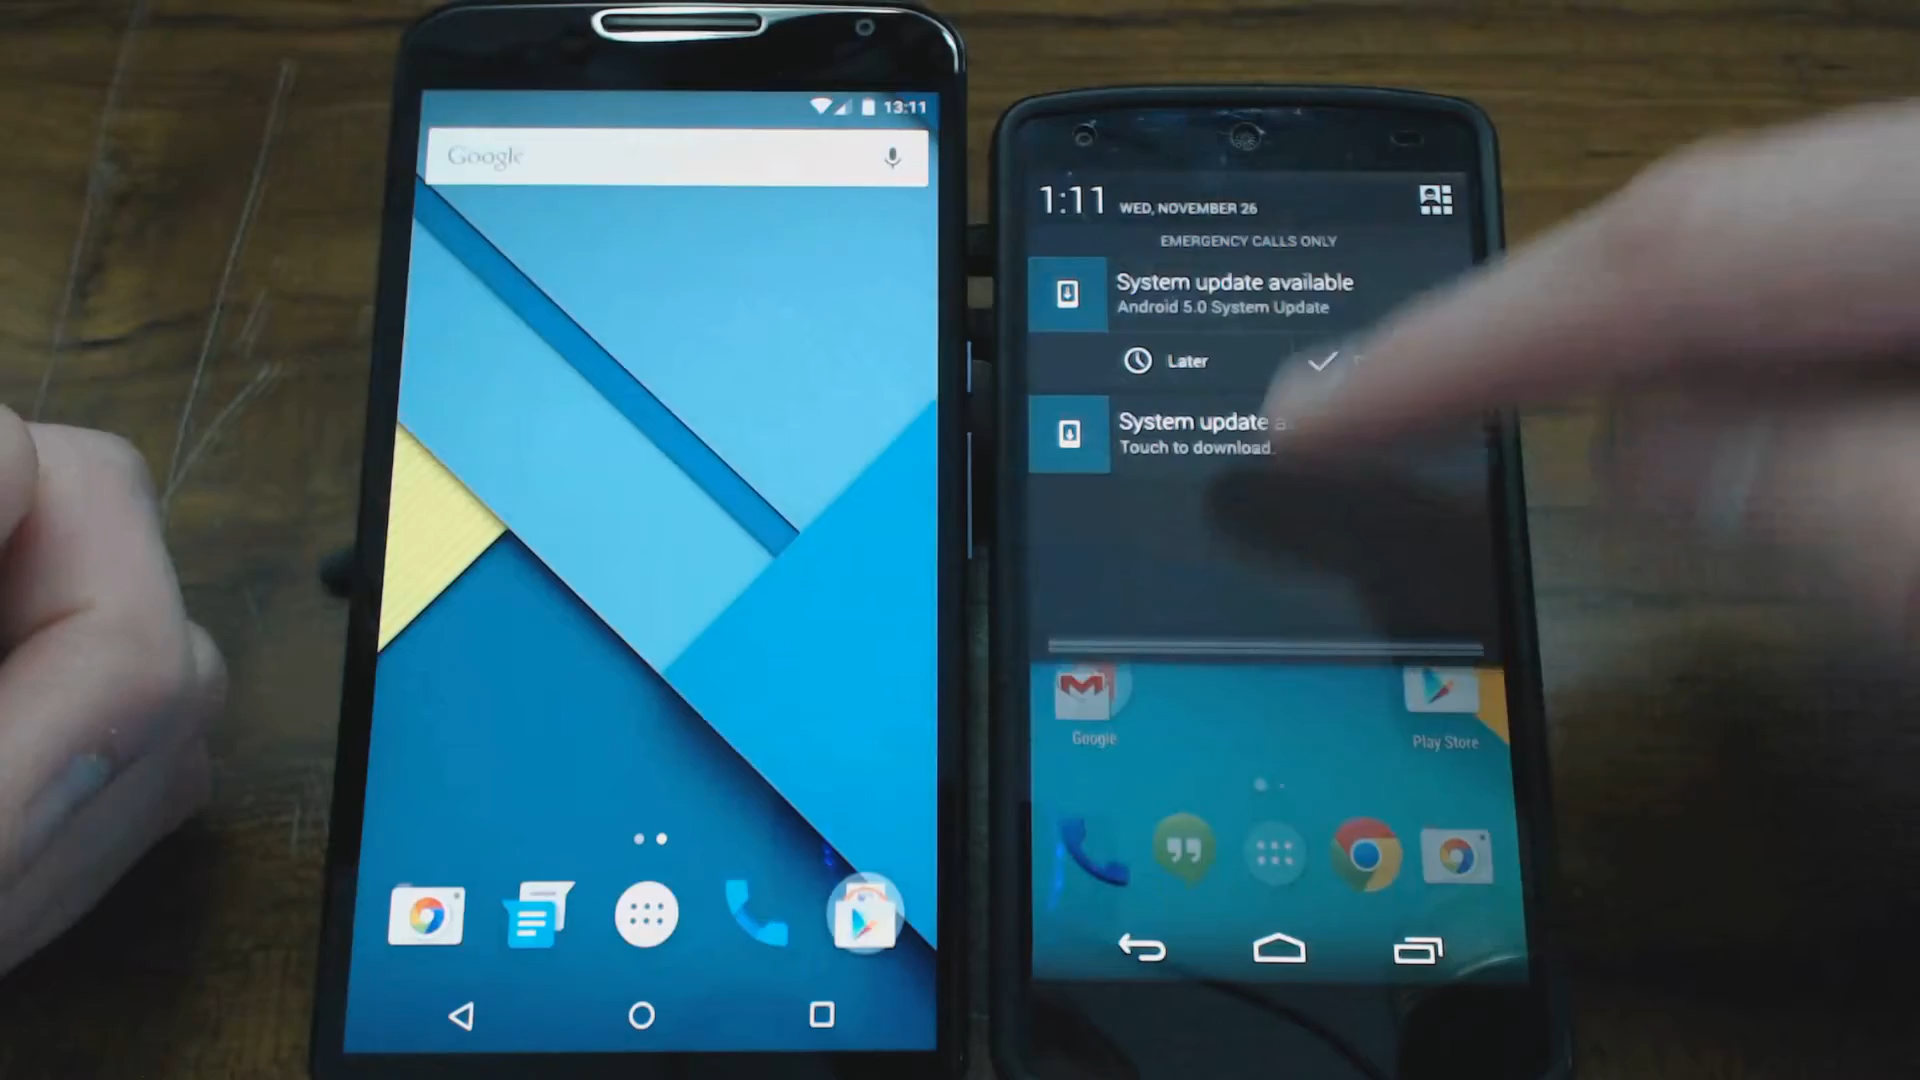 13:11
Google
1:11 WED, NOVEMBER 26
EMERGENCY CALLS ONLY
System update available
Android 5.0 System Update
Later
System update
Touch to download.
Google
Play Store